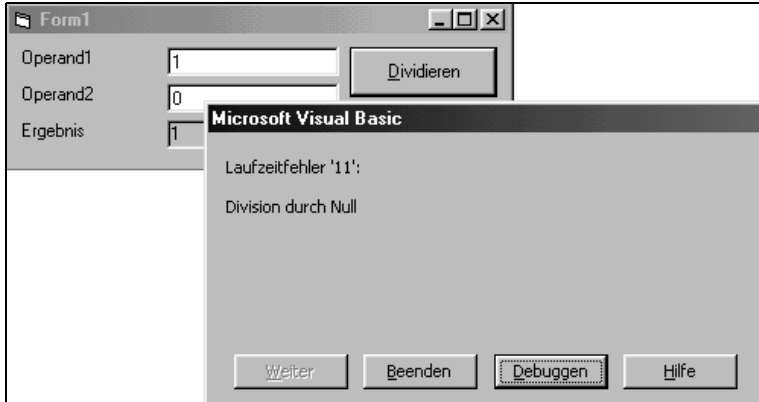 Form1
Operand1 1
Dividieren
Operand2 0
Ergebnis 1
Microsoft Visual Basic
Laufzeitfehler '11':
Division durch Null
Weiter Beenden Debuggen Hilfe